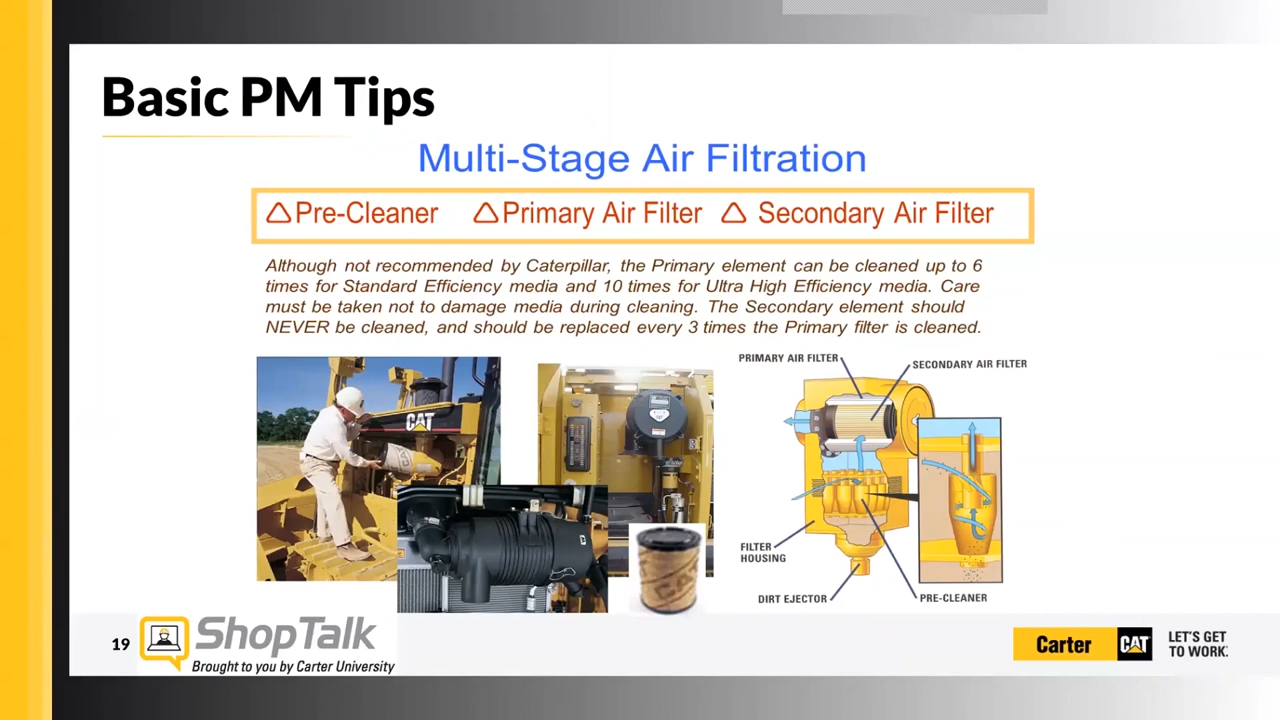 Basic PM Tips
Multi-Stage Air Filtration
Pre-Cleaner Primary Air Filter Secondary Air Filter
Although not recommended by Caterpillar, the Primary element can be cleaned up to 6
times for Standard Efficiency media and 10 times for Ultra High Efficiency media. Care
must be taken not to damage media during cleaning. The Secondary element should
NEVER be cleaned, and should be replaced every 3 times the Primary filter is cleaned.
CAT
PRIMARY AIR FILTER
SECONDARY AIR FILTER
FILTER
HOUSING
DIRT EJECTOR
PRE-CLEANER
19
ShopTalk
Brought to you by Carter University
Carter CAT
LET'S GET
TO WORK.